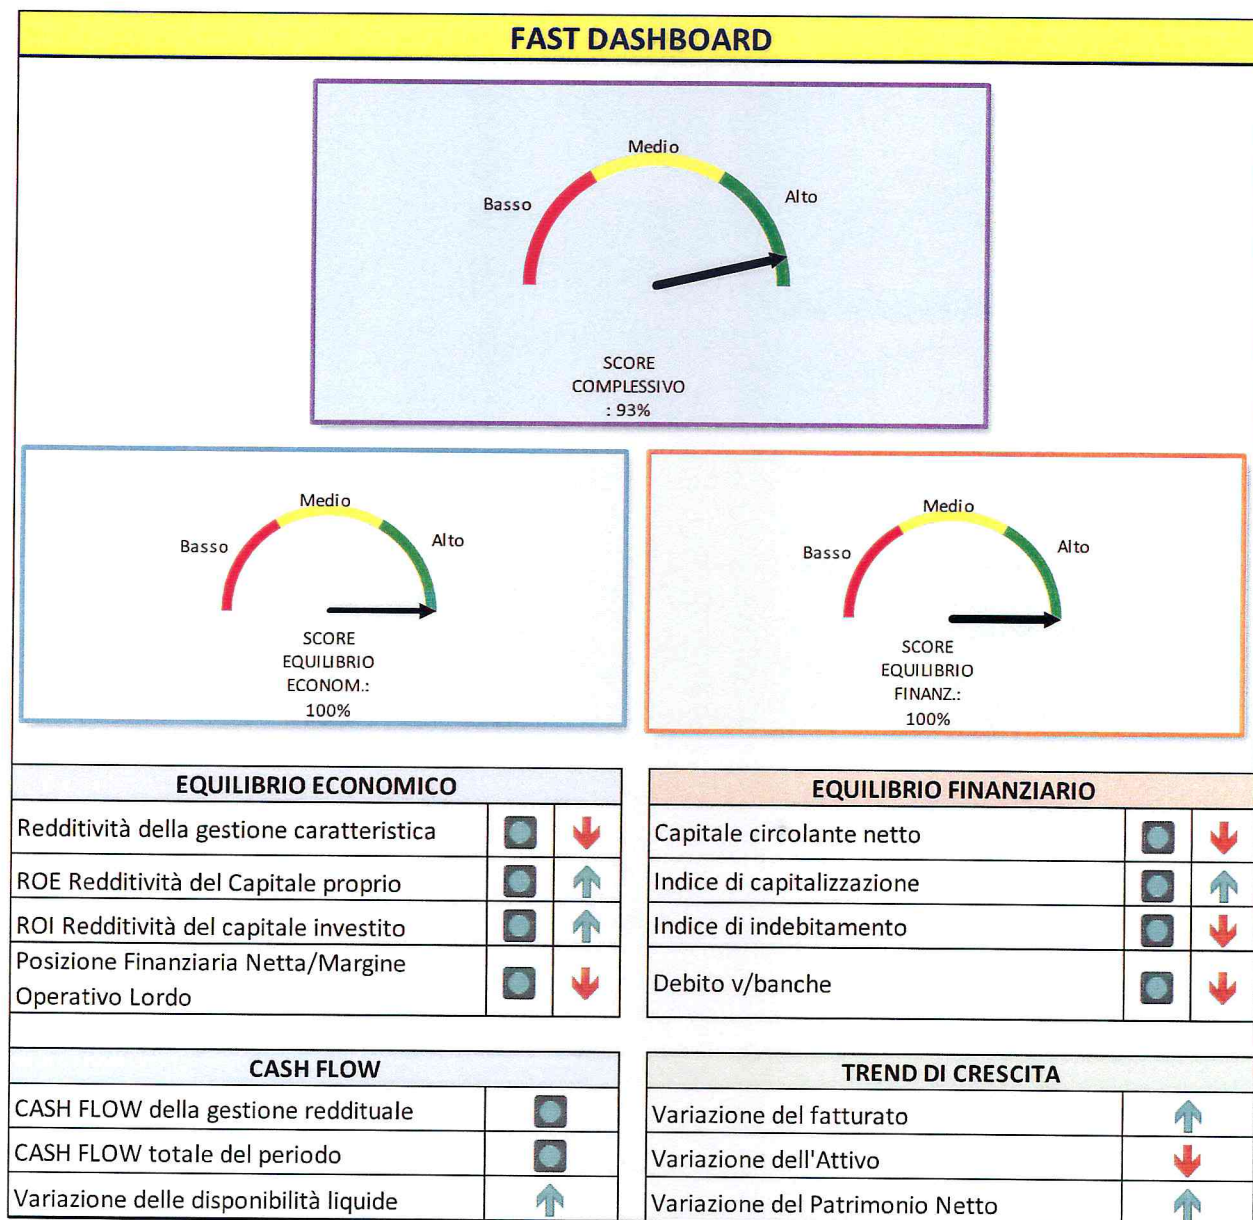 FAST DASHBOARD
Medio
Basso
Alto
SCORE
COMPLESSIVO
: 93%
Medio
Basso
Alto
SCORE
EQUILIBRIO
ECONOM.:
100%
Medio
Basso
Alto
SCORE
EQUILIBRIO
FINANZ.:
100%
EQUILIBRIO ECONOMICO
Redditività della gestione caratteristica
ROE Redditività del Capitale proprio
ROI Redditività del capitale investito
Posizione Finanziaria Netta/Margine
Operativo Lordo
EQUILIBRIO FINANZIARIO
Capitale circolante netto
Indice di capitalizzazione
Indice di indebitamento
Debito v/banche
CASH FLOW
CASH FLOW della gestione reddituale
CASH FLOW totale del periodo
Variazione delle disponibilità liquide
TREND DI CRESCITA
Variazione del fatturato
Variazione dell'Attivo
Variazione del Patrimonio Netto